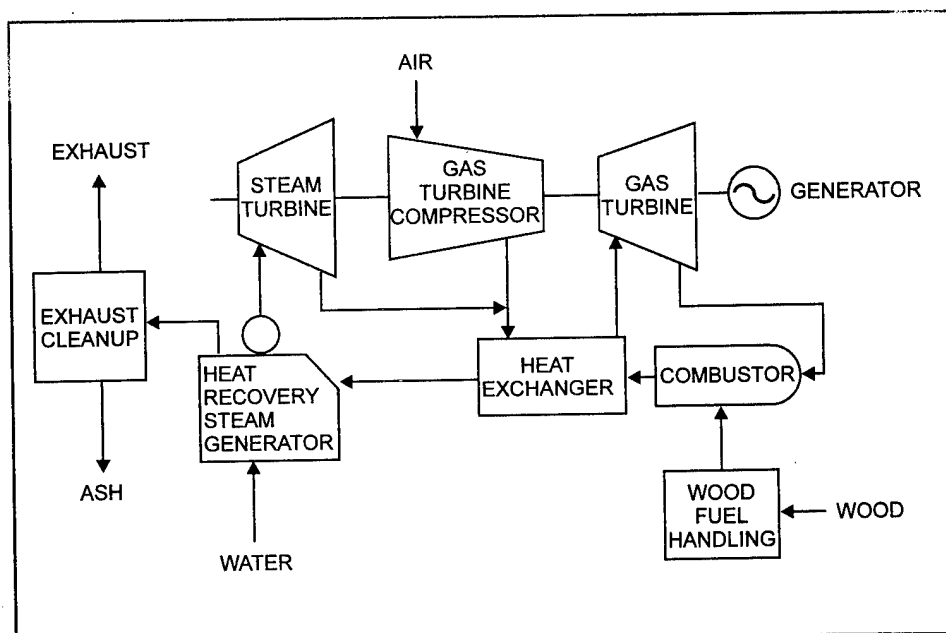 AIR
EXHAUST
STEAM
TURBINE
GAS
TURBINE
COMPRESSOR
GAS
TURBINE
GENERATOR
EXHAUST
CLEANUP
HEAT
RECOVERY
STEAM
GENERATOR
HEAT
EXCHANGER
COMBUSTOR
ASH
WATER
WOOD
FUEL
HANDLING
WOOD